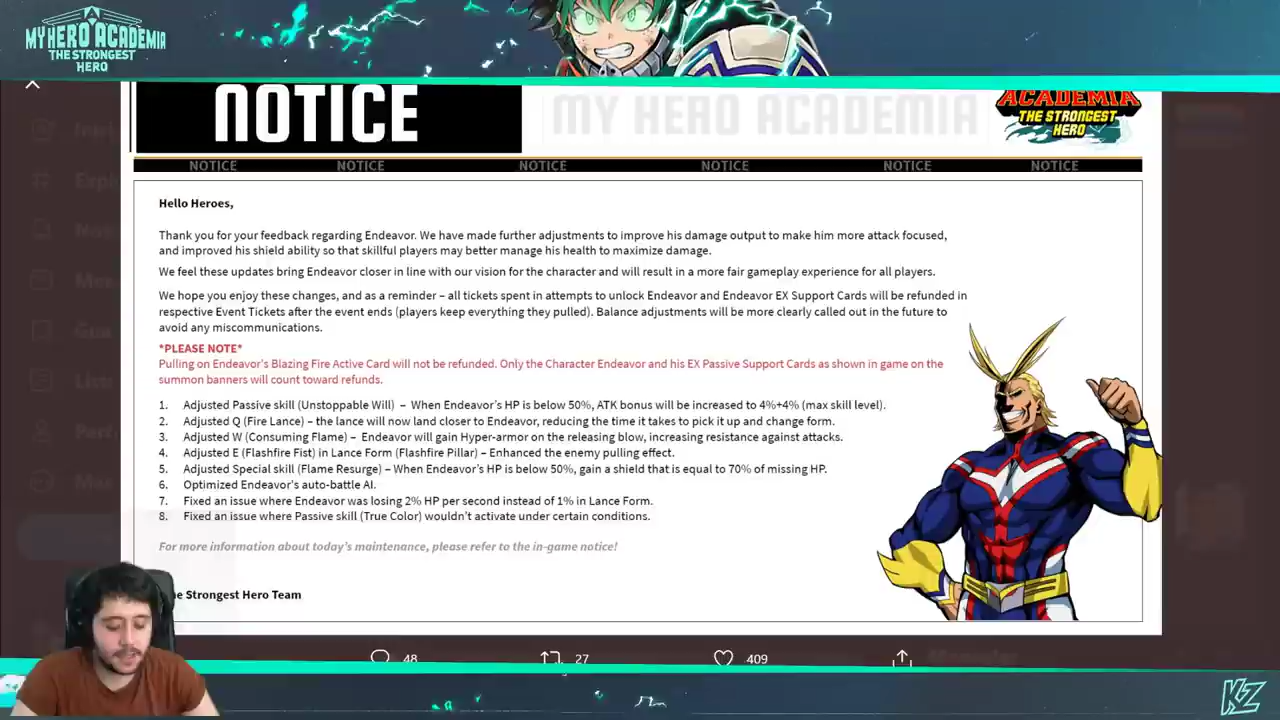 MY HERO ACADEMIA
THE STRONGEST
HERO
NOTICE
MY HERO ACADEMIA
ACADEMIA
THE STRONGEST
HERO
NOTICE NOTICE NOTICE NOTICE NOTICE NOTICE
Hello Heroes,
Thank you for your feedback regarding Endeavor. We have made further adjustments to improve his damage output to make him more attack focused,
and improved his shield ability so that skillful players may better manage his health to maximize damage.
We feel these updates bring Endeavor closer in line with our vision for the character and will result in a more fair gameplay experience for all players.
We hope you enjoy these changes, and as a reminder – all tickets spent in attempts to unlock Endeavor and Endeavor EX Support Cards will be refunded in
respective Event Tickets after the event ends (players keep everything they pulled). Balance adjustments will be more clearly called out in the future to
avoid any miscommunications.
*PLEASE NOTE*
Pulling on Endeavor's Blazing Fire Active Card will not be refunded. Only the Character Endeavor and his EX Passive Support Cards as shown in game on the
summon banners will count toward refunds.
1. Adjusted Passive skill (Unstoppable Will) – When Endeavor's HP is below 50%, ATK bonus will be increased to 4%+4% (max skill level).
2. Adjusted Q (Fire Lance) – the lance will now land closer to Endeavor, reducing the time it takes to pick it up and change form.
3. Adjusted W (Consuming Flame) – Endeavor will gain Hyper-armor on the releasing blow, increasing resistance against attacks.
4. Adjusted E (Flashfire Fist) in Lance Form (Flashfire Pillar) – Enhanced the enemy pulling effect.
5. Adjusted Special skill (Flame Resurge) – When Endeavor's HP is below 50%, gain a shield that is equal to 70% of missing HP.
6. Optimized Endeavor's auto-battle AI.
7. Fixed an issue where Endeavor was losing 2% HP per second instead of 1% in Lance Form.
8. Fixed an issue where Passive skill (True Color) wouldn't activate under certain conditions.
For more information about today's maintenance, please refer to the in-game notice!
Strongest Hero Team
48 27 409
KZ